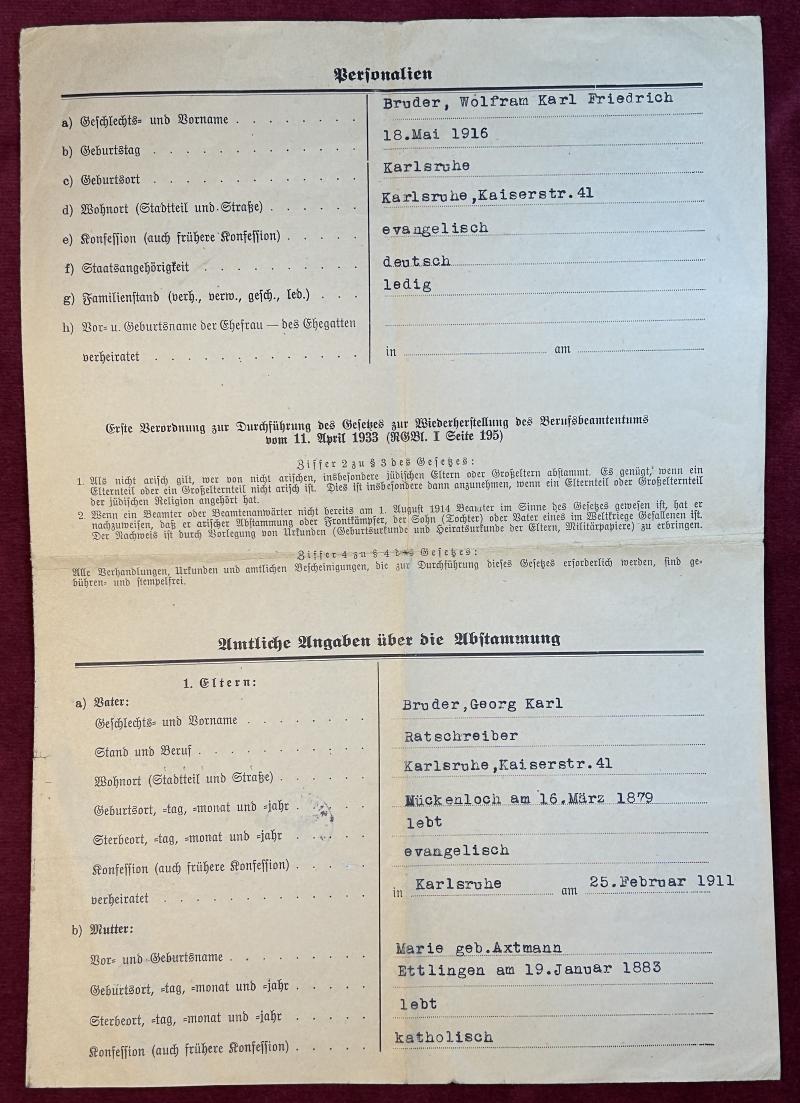 Personalien
a) Geschlechts- und Vorname . . . . . . . Bruder, Wolfram Karl Friedrich
b) Geburtstag . . . . . . . . . . . 18.Mai 1916
c) Geburtsort . . . . . . . . . . . Karlsruhe
d) Wohnort (Stadtteil und Straße) . . . . . . Karlsruhe,Kaiserstr.41
e) Konfession (auch frühere Konfession) . . . . evangelisch
f) Staatsangehörigkeit . . . . . . . . . deutsch
g) Familienstand (verh., verw., gesch., led.) . . . ledig
h) Vor- u. Geburtsname der Ehefrau — des Ehegatten
verheiratet . . . . . . . . . . . in am
Erste Verordnung zur Durchführung des Gesetzes zur Wiederherstellung des Berufsbeamtentums
vom 11. April 1933 (RGBl. I Seite 195)
Ziffer 2 zu § 3 des Gesetzes:
1. Als nicht arisch gilt, wer von nicht arischen, insbesondere jüdischen Eltern oder Großeltern abstammt. Es genügt, wenn ein
Elternteil oder ein Großelternteil nicht arisch ist. Dies ist insbesondere dann anzunehmen, wenn ein Elternteil oder Großelternteil
der jüdischen Religion angehört hat.
2. Wenn ein Beamter oder Beamtenanwärter nicht bereits am 1. August 1914 Beamter im Sinne des Gesetzes gewesen ist, hat er
nachzuweisen, daß er arischer Abstammung oder Frontkämpfer, der Sohn (Tochter) oder Vater eines im Weltkriege Gefallenen ist.
Der Nachweis ist durch Vorlegung von Urkunden (Geburtsurkunde und Heiratsurkunde der Eltern, Militärpapiere) zu erbringen.
Ziffer 4 zu § 4 des Gesetzes:
Alle Verhandlungen, Urkunden und amtlichen Bescheinigungen, die zur Durchführung dieses Gesetzes erforderlich werden, sind ge-
bühren- und stempelfrei.
Amtliche Angaben über die Abstammung
1. Eltern:
a) Vater:
Geschlechts- und Vorname . . . . . . . Bruder,Georg Karl
Stand und Beruf . . . . . . . . . Ratschreiber
Wohnort (Stadtteil und Straße) . . . . . Karlsruhe,Kaiserstr.41
Geburtsort, -tag, -monat und -jahr . . . . Mückenloch am 16.März 1879
Sterbeort, -tag, -monat und -jahr . . . . lebt
Konfession (auch frühere Konfession) . . . . evangelisch
verheiratet . . . . . . . . . . . in Karlsruhe am 25.Februar 1911
b) Mutter:
Vor- und Geburtsname . . . . . . . . Marie geb.Axtmann
Geburtsort, -tag, -monat und -jahr . . . . . Ettlingen am 19.Januar 1883
Sterbeort, -tag, -monat und -jahr . . . . . lebt
Konfession (auch frühere Konfession) . . . . katholisch